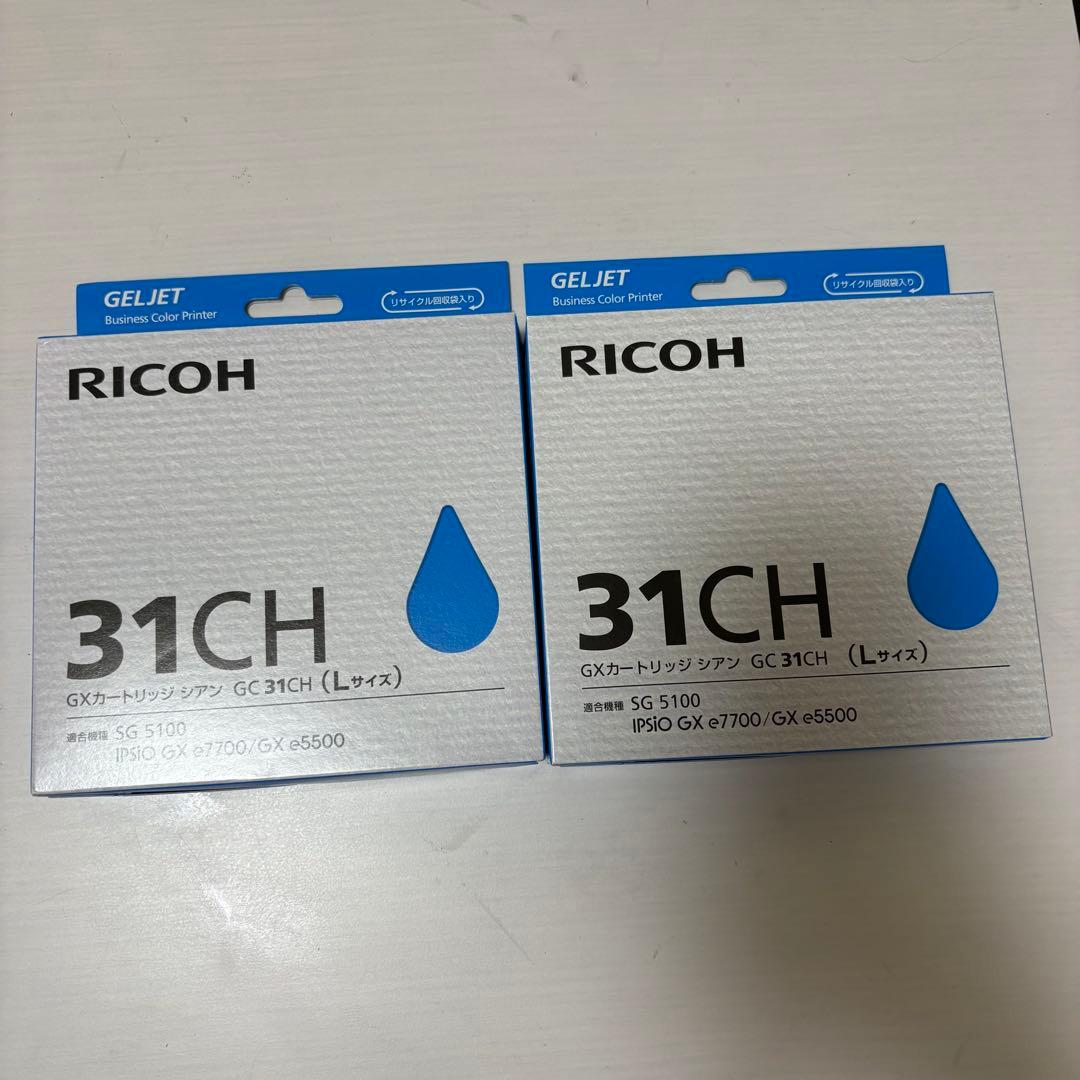 GELJET
Business Color Printer
リサイクル回収袋入り
RICOH
31CH
GXカートリッジ シアン GC 31CH (Lサイズ)
適合機種 SG 5100
IPSiO GX e7700/GX e5500
GELJET
Business Color Printer
リサイクル回収袋入り
RICOH
31CH
GXカートリッジ シアン GC 31CH (Lサイズ)
適合機種 SG 5100
IPSiO GX e7700/GX e5500